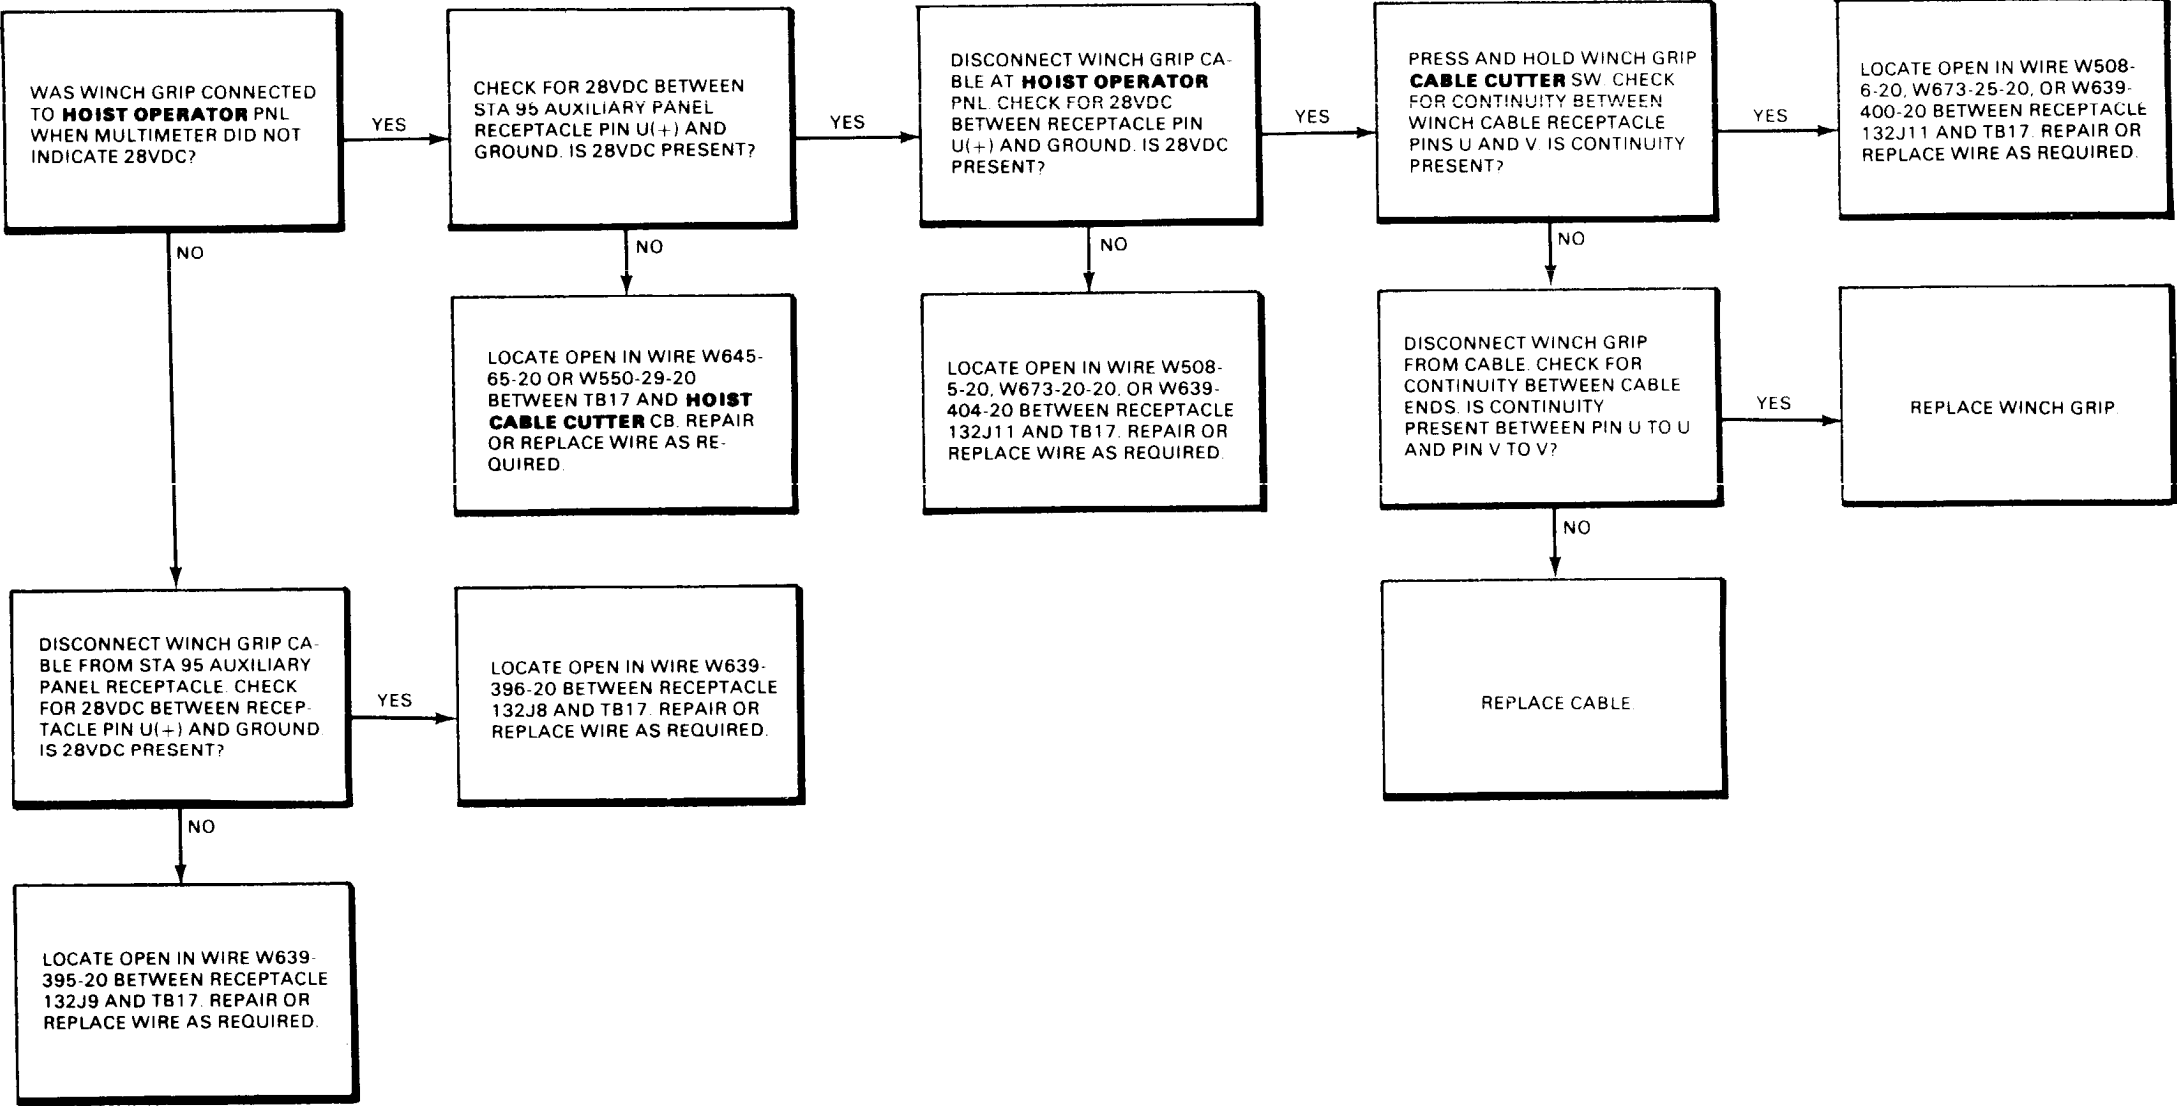 WAS WINCH GRIP CONNECTED
TO HOIST OPERATOR PNL
WHEN MULTIMETER DID NOT
INDICATE 28VDC?
YES
CHECK FOR 28VDC BETWEEN
STA 95 AUXILIARY PANEL
RECEPTACLE PIN U(+) AND
GROUND. IS 28VDC PRESENT?
YES
DISCONNECT WINCH GRIP CA-
BLE AT HOIST OPERATOR
PNL. CHECK FOR 28VDC
BETWEEN RECEPTACLE PIN
U(+) AND GROUND. IS 28VDC
PRESENT?
YES
PRESS AND HOLD WINCH GRIP
CABLE CUTTER SW. CHECK
FOR CONTINUITY BETWEEN
WINCH CABLE RECEPTACLE
PINS U AND V. IS CONTINUITY
PRESENT?
YES
LOCATE OPEN IN WIRE W508-
6-20, W673-25-20, OR W639-
400-20 BETWEEN RECEPTACLE
132J11 AND TB17. REPAIR OR
REPLACE WIRE AS REQUIRED.
NO
NO
NO
NO
LOCATE OPEN IN WIRE W645-
65-20 OR W550-29-20
BETWEEN TB17 AND HOIST
CABLE CUTTER CB. REPAIR
OR REPLACE WIRE AS RE-
QUIRED.
LOCATE OPEN IN WIRE W508-
5-20, W673-20-20, OR W639-
404-20 BETWEEN RECEPTACLE
132J11 AND TB17. REPAIR OR
REPLACE WIRE AS REQUIRED.
DISCONNECT WINCH GRIP
FROM CABLE. CHECK FOR
CONTINUITY BETWEEN CABLE
ENDS. IS CONTINUITY
PRESENT BETWEEN PIN U TO U
AND PIN V TO V?
YES
REPLACE WINCH GRIP.
NO
DISCONNECT WINCH GRIP CA-
BLE FROM STA 95 AUXILIARY
PANEL RECEPTACLE. CHECK
FOR 28VDC BETWEEN RECEP-
TACLE PIN U(+) AND GROUND.
IS 28VDC PRESENT?
YES
LOCATE OPEN IN WIRE W639-
396-20 BETWEEN RECEPTACLE
132J8 AND TB17. REPAIR OR
REPLACE WIRE AS REQUIRED.
REPLACE CABLE.
NO
LOCATE OPEN IN WIRE W639-
395-20 BETWEEN RECEPTACLE
132J9 AND TB17. REPAIR OR
REPLACE WIRE AS REQUIRED.